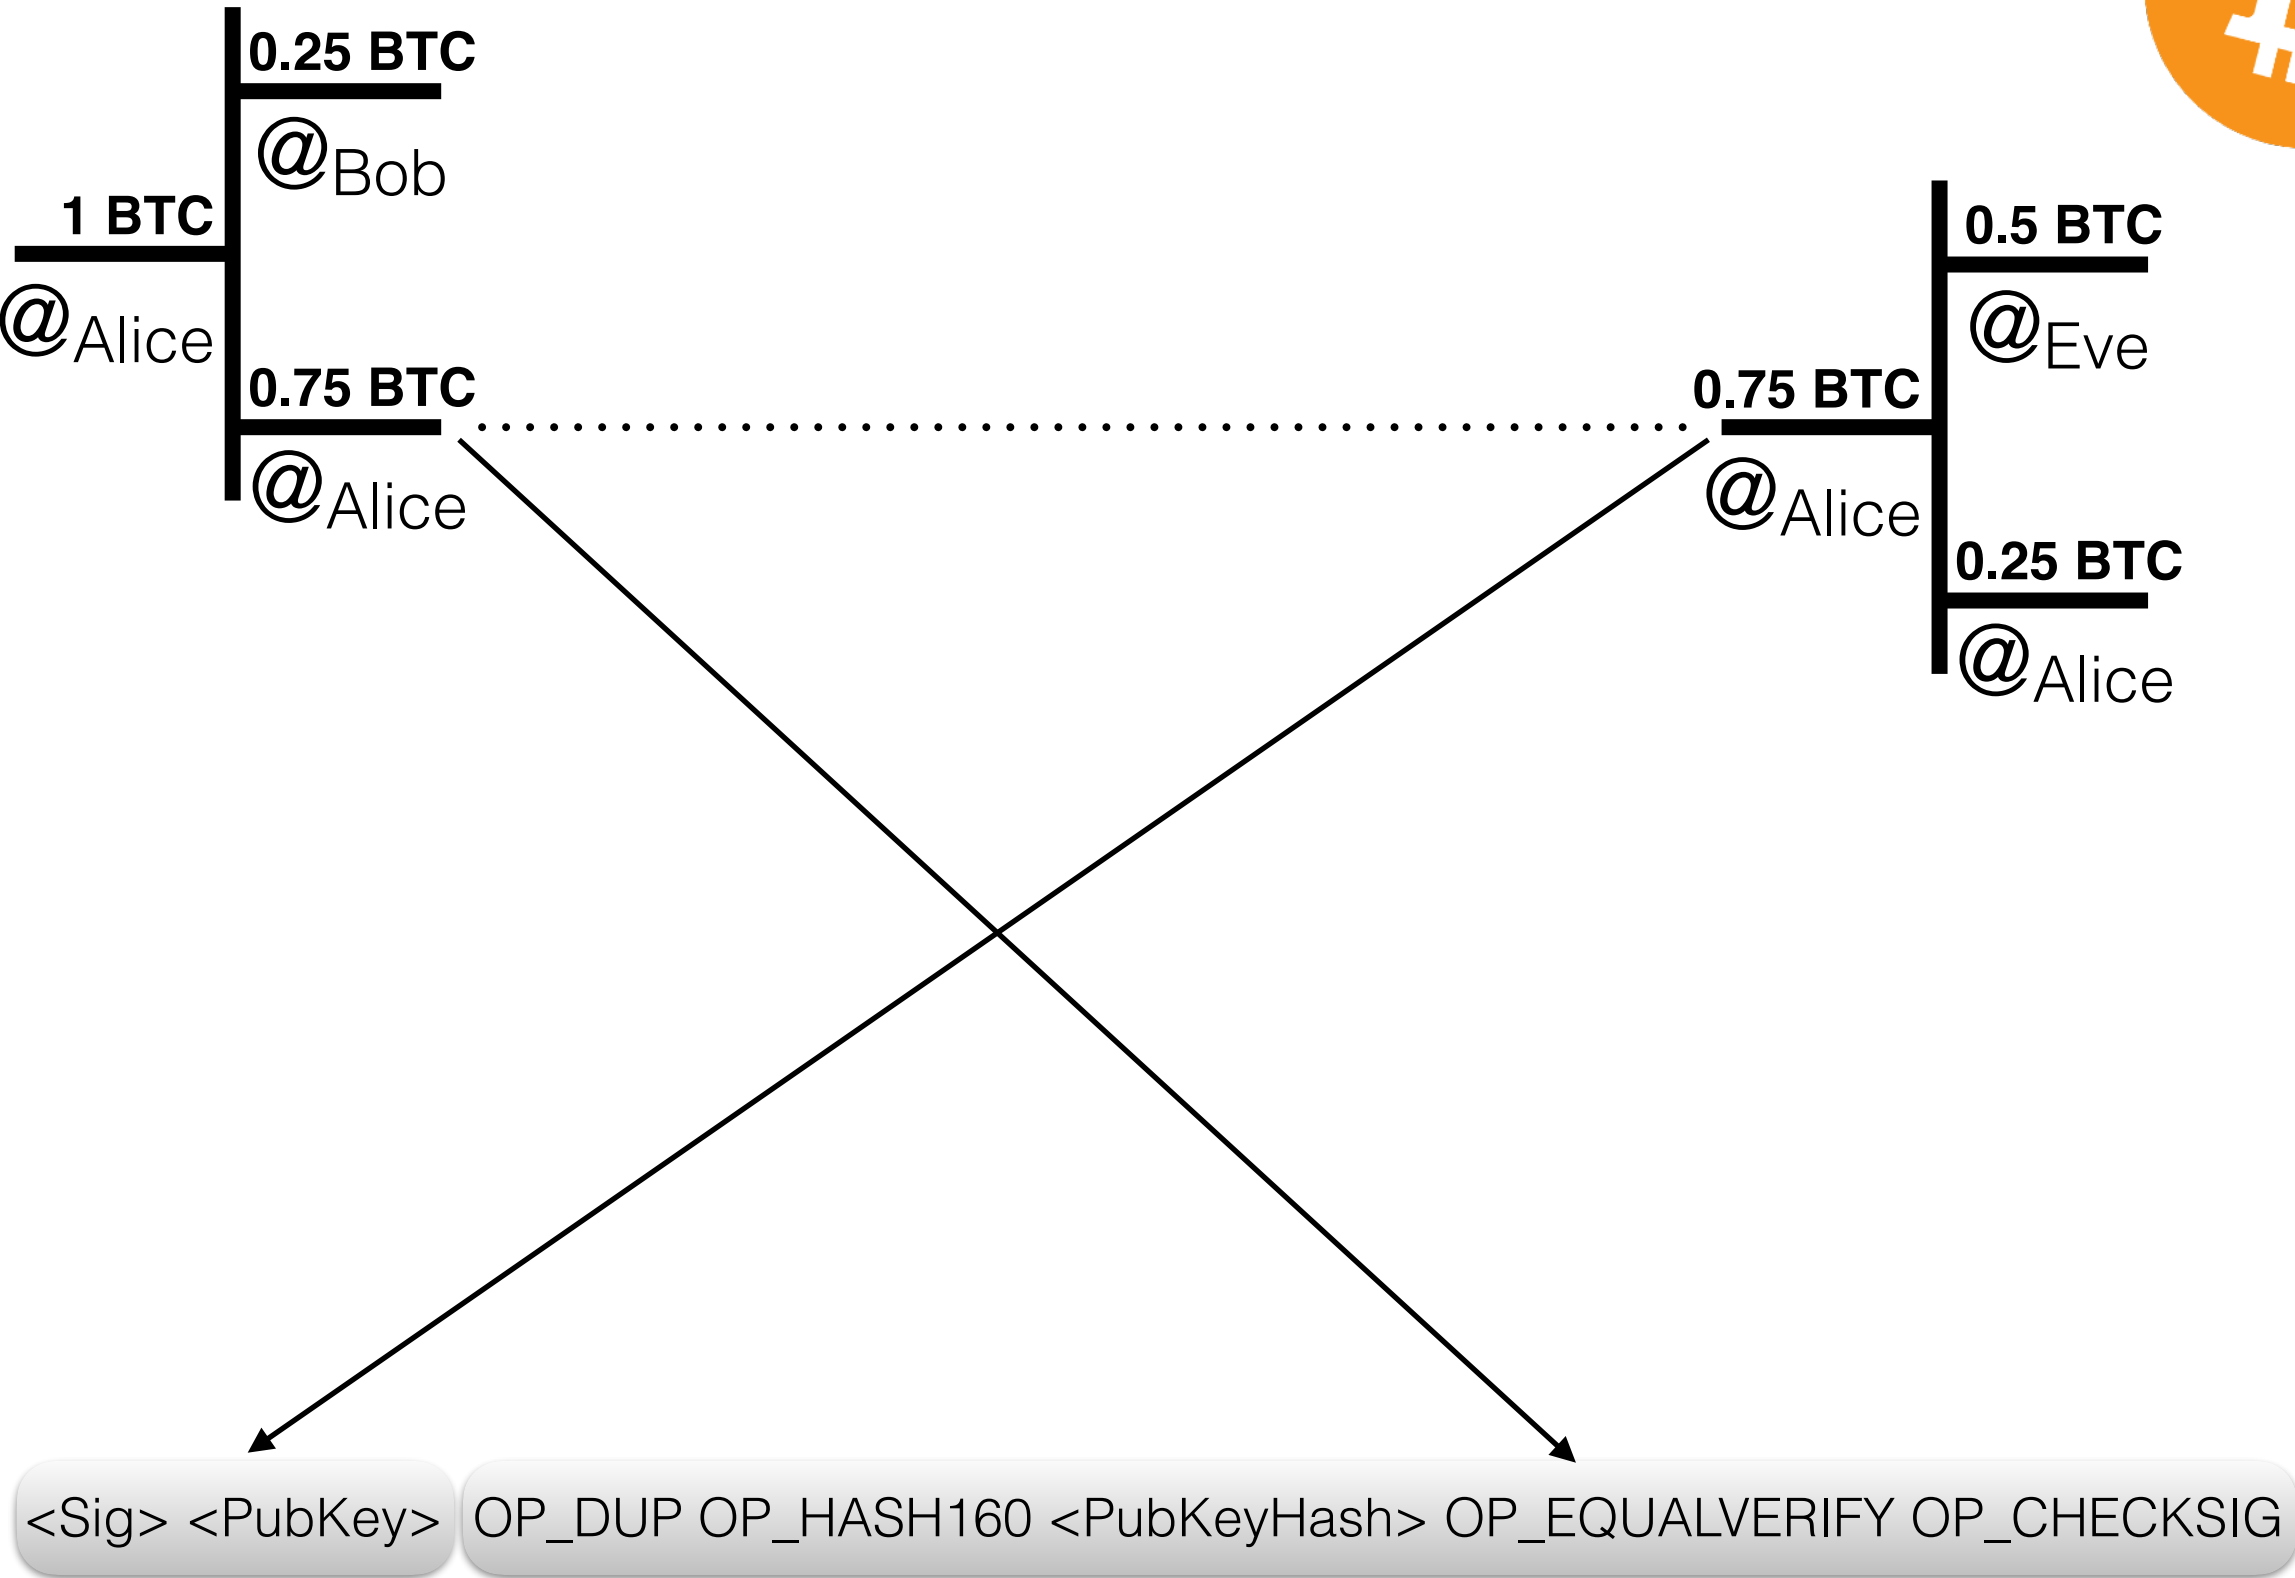 0.25 BTC
@Bob
1 BTC
@Alice
0.75 BTC
@Alice
0.5 BTC
@Eve
0.75 BTC
@Alice
0.25 BTC
@Alice
<Sig> <PubKey> OP_DUP OP_HASH160 <PubKeyHash> OP_EQUALVERIFY OP_CHECKSIG